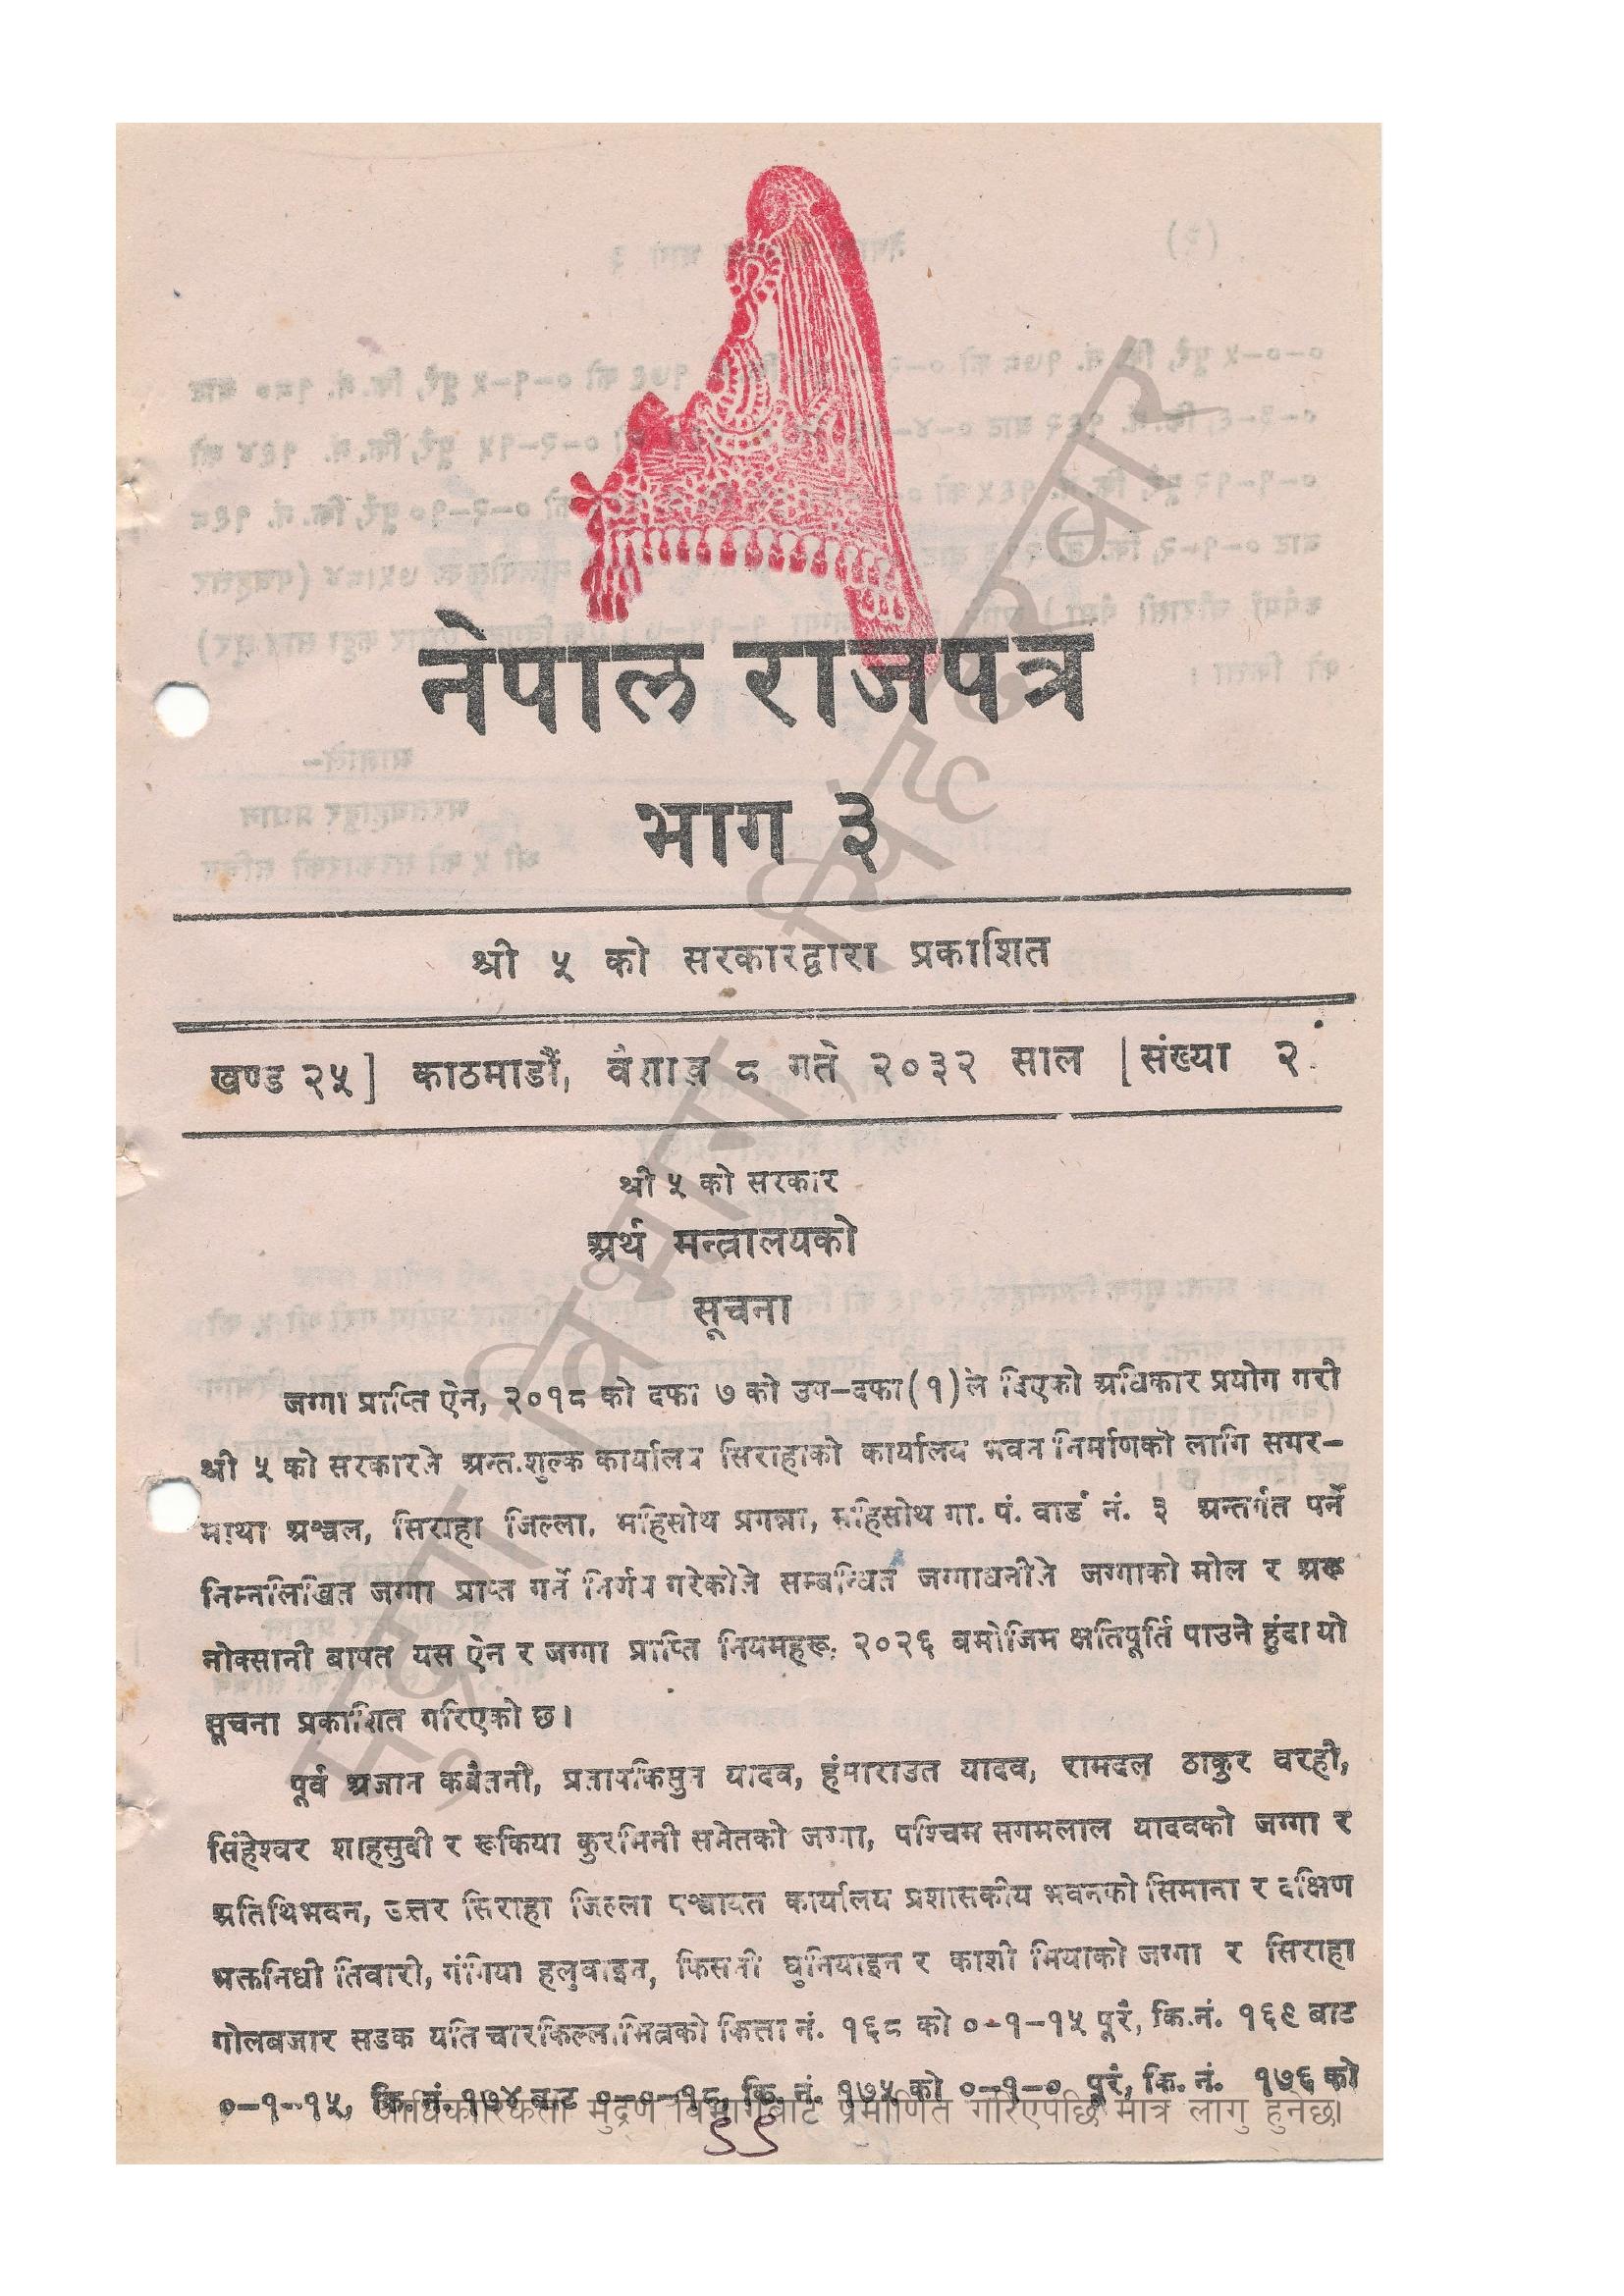 नेपाल राजपत्र
भाग ३
श्री ५ को सरकारद्वारा प्रकाशित
खण्ड २५] काठमाडौं, वैशाख ८ गते, २०३२ साल [संख्या २
श्री ५ को सरकार
अर्थ मन्त्रालयको
सूचना
जग्गा प्राप्ति ऐन, २०१८ को दफा ७ को उप-दफा(१)ले दिएको अधिकार प्रयोग गरी
श्री ५ को सरकारले अन्त.शुल्क कार्यालय सिराहाको कार्यालय भवन निर्माणको लागि सगर-
माथा अञ्चल, सिराहा जिल्ला, महिसोथ प्रगन्ना, महिसोथ गा. पं. वार्ड नं. ३ अन्तर्गत पर्ने
निम्नलिखित जग्गा प्राप्त गर्ने निर्णय गरेकोले सम्बन्धित जग्गाधनीले जग्गाको मोल र अरू
नोक्सानी बापत यस ऐन र जग्गा प्राप्ति नियमहरू, २०२६ बमोजिम क्षतिपूर्ति पाउने हुंदा यो
सूचना प्रकाशित गरिएको छ।
पूर्व अजान कबैतनी, प्रतापकिसुन यादव, हंसाराउत यादव, रामदल ठाकुर वरही,
सिंहेश्वर शाहसुदी र रूकिया कुरमिनी समेतको जग्गा, पश्चिम सगमलाल यादवको जग्गा र
अतिथिभवन, उत्तर सिराहा जिल्ला पञ्चायत कार्यालय प्रशासकीय भवनको सिमाना र दक्षिण
भक्तनिधी तिवारी, गंगिया हलुवाइन, किसनी धुनियाइन र काशी मियाको जग्गा र सिराहा
गोलबजार सडक यति चारकिल्लाभित्रको कित्ता नं. १६८ को ०-१-१५ पूरै, कि.नं. १६९ बाट
०-१-१५, कि. नं. १७४ बाट ०-०-१८, कि. नं. १७५ को ०-१-० पूरै, कि. नं. १७६ को
आधिकारिकता मुद्रण विभागबाट प्रमाणित गरिएपछि मात्र लागु हुनेछ।
९९